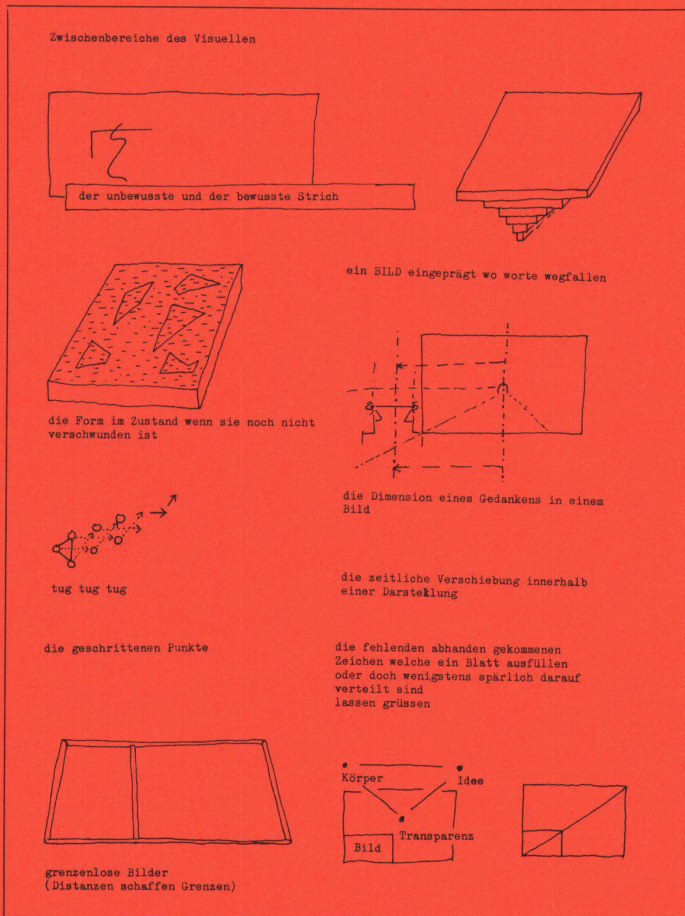 Zwischenbereiche des Visuellen
der unbewusste und der bewusste Strich
ein BILD eingeprägt wo worte wegfallen
die Form im Zustand wenn sie noch nicht
verschwunden ist
die Dimension eines Gedankens in einem
Bild
tug tug tug
die zeitliche Verschiebung innerhalb
einer Darstellung
die geschrittenen Punkte
die fehlenden abhanden gekommenen
Zeichen welche ein Blatt ausfüllen
oder doch wenigstens spärlich darauf
verteilt sind
lassen grüssen
Körper
Idee
Transparenz
Bild
grenzenlose Bilder
(Distanzen schaffen Grenzen)